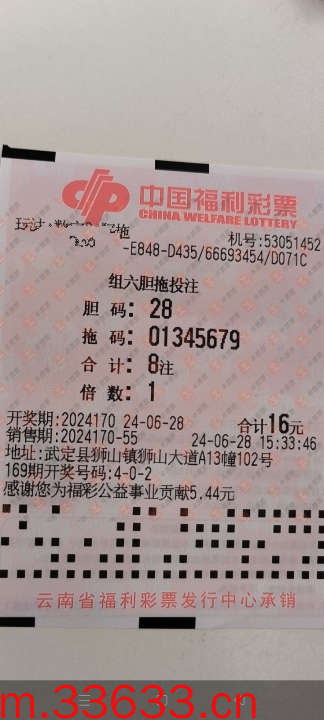 中国福利彩票
CHINA WELFARE LOTTERY
机号:53051452
-E848-D435/66693454/D071C
组六胆拖投注
胆 码: 28
拖 码: 01345679
合 计: 8注
倍 数: 1
开奖期:2024170 24-06-28 合计16元
销售期:2024170-55 24-06-28 15:33:46
地址:武定县狮山镇狮山大道A13幢102号
169期开奖号码:4-0-2
感谢您为福彩公益事业贡献5.44元
云南省福利彩票发行中心承销
m.33633.cn